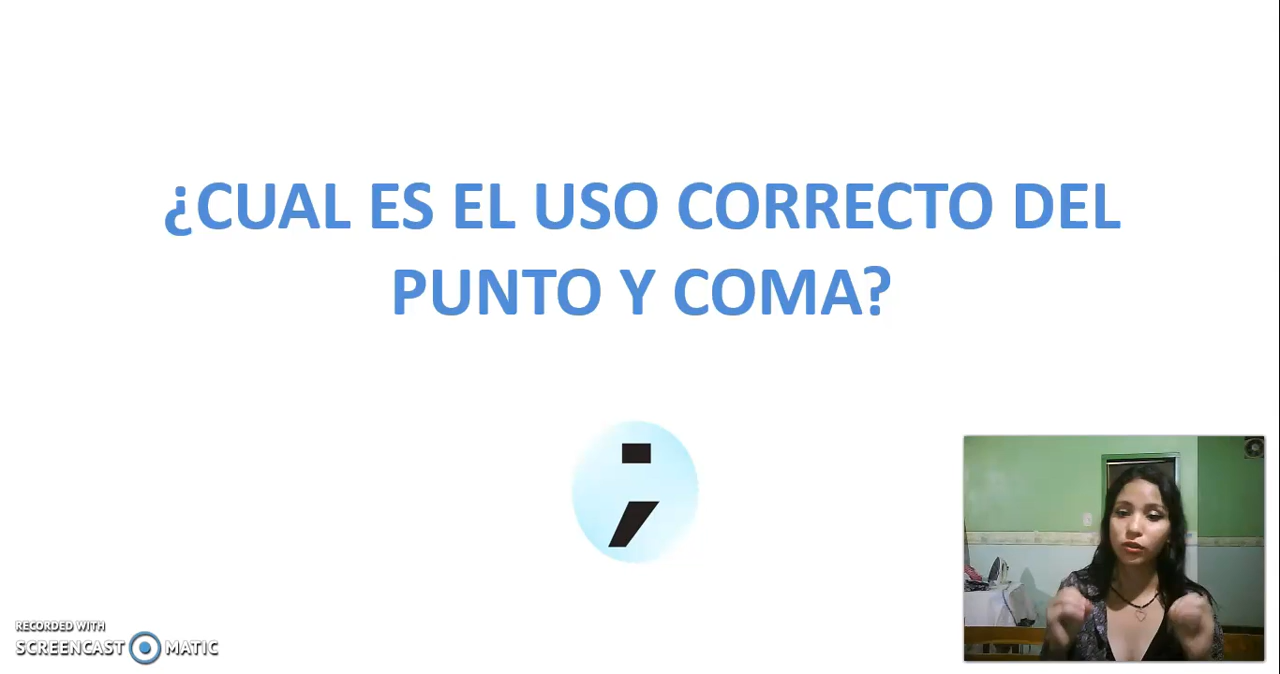 ¿CUAL ES EL USO CORRECTO DEL
PUNTO Y COMA?
;
RECORDED WITH
SCREENCAST MATIC